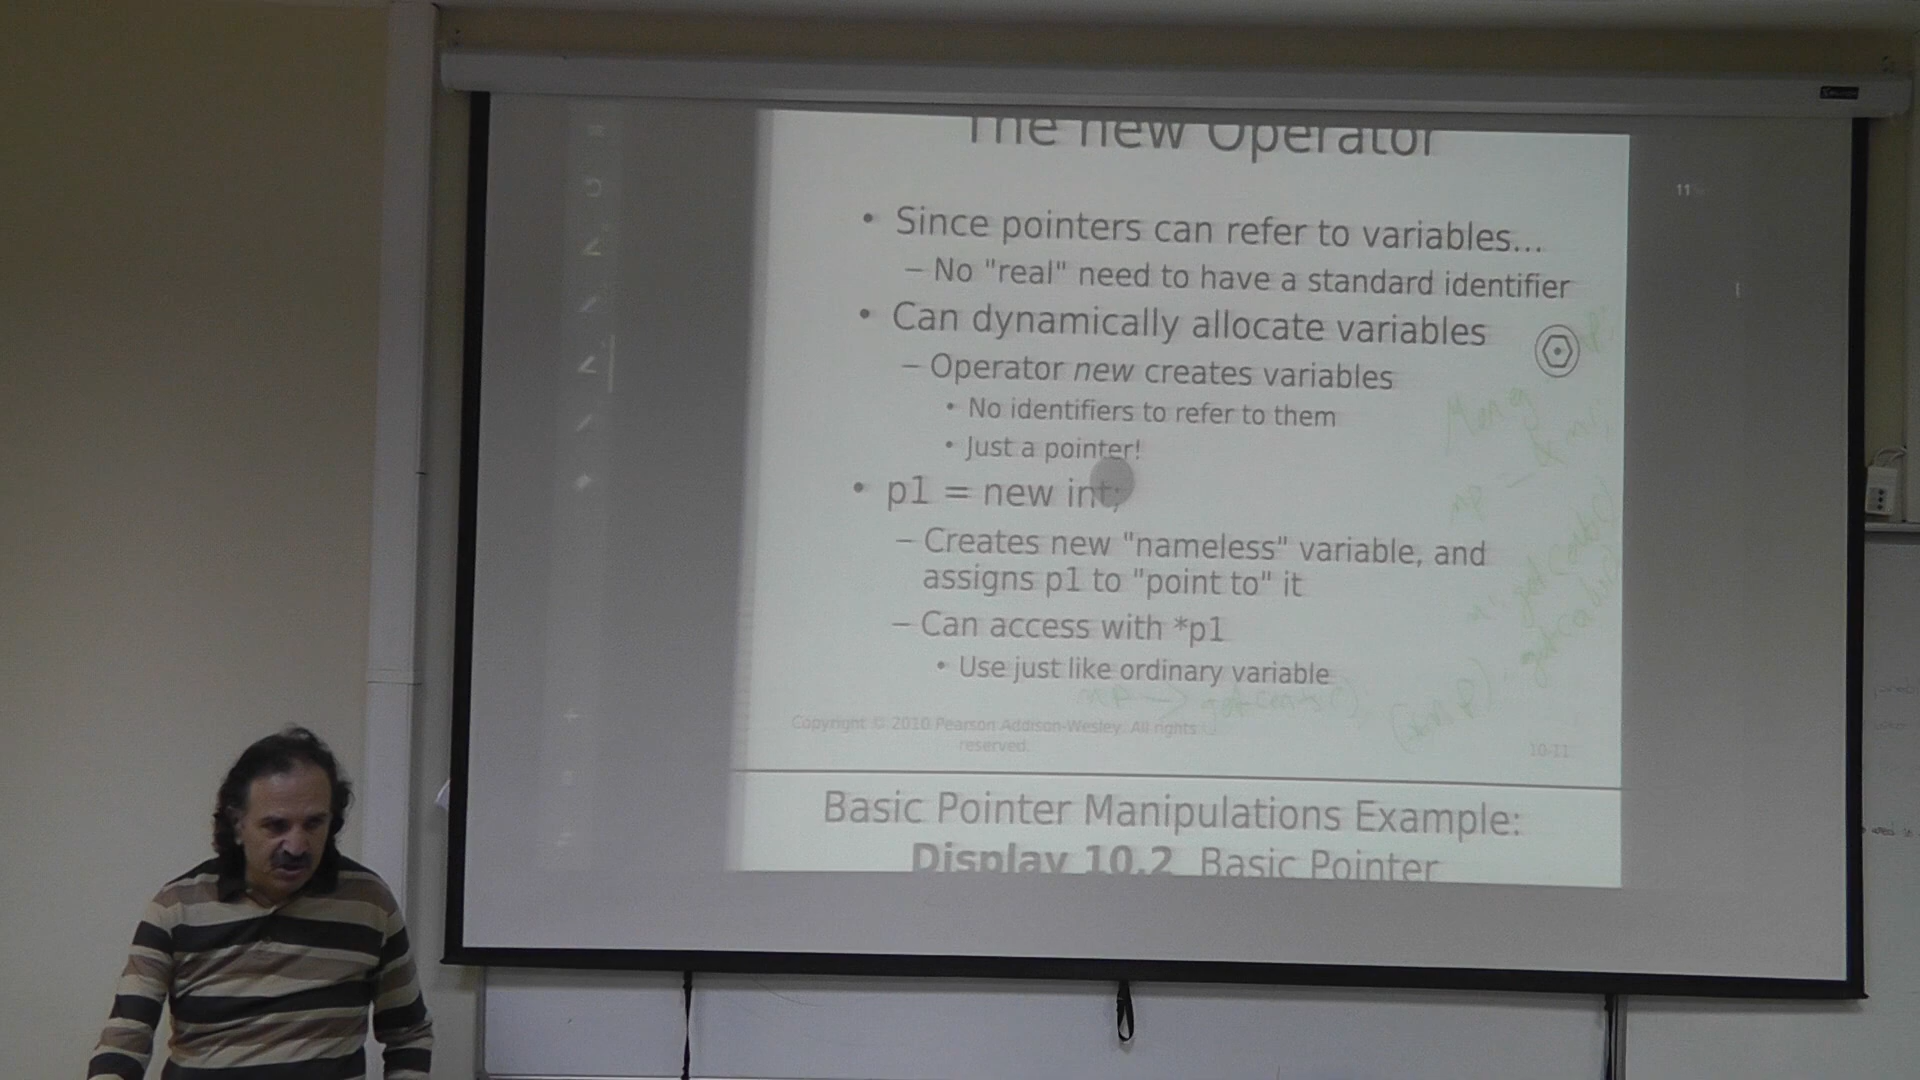 The new Operator
11
• Since pointers can refer to variables...
– No "real" need to have a standard identifier
• Can dynamically allocate variables
– Operator new creates variables
• No identifiers to refer to them
• Just a pointer!
• p1 = new int;
– Creates new "nameless" variable, and
assigns p1 to "point to" it
– Can access with *p1
• Use just like ordinary variable
Copyright © 2010 Pearson Addison-Wesley. All rights
reserved.
10-11
Basic Pointer Manipulations Example:
Display 10.2 Basic Pointer